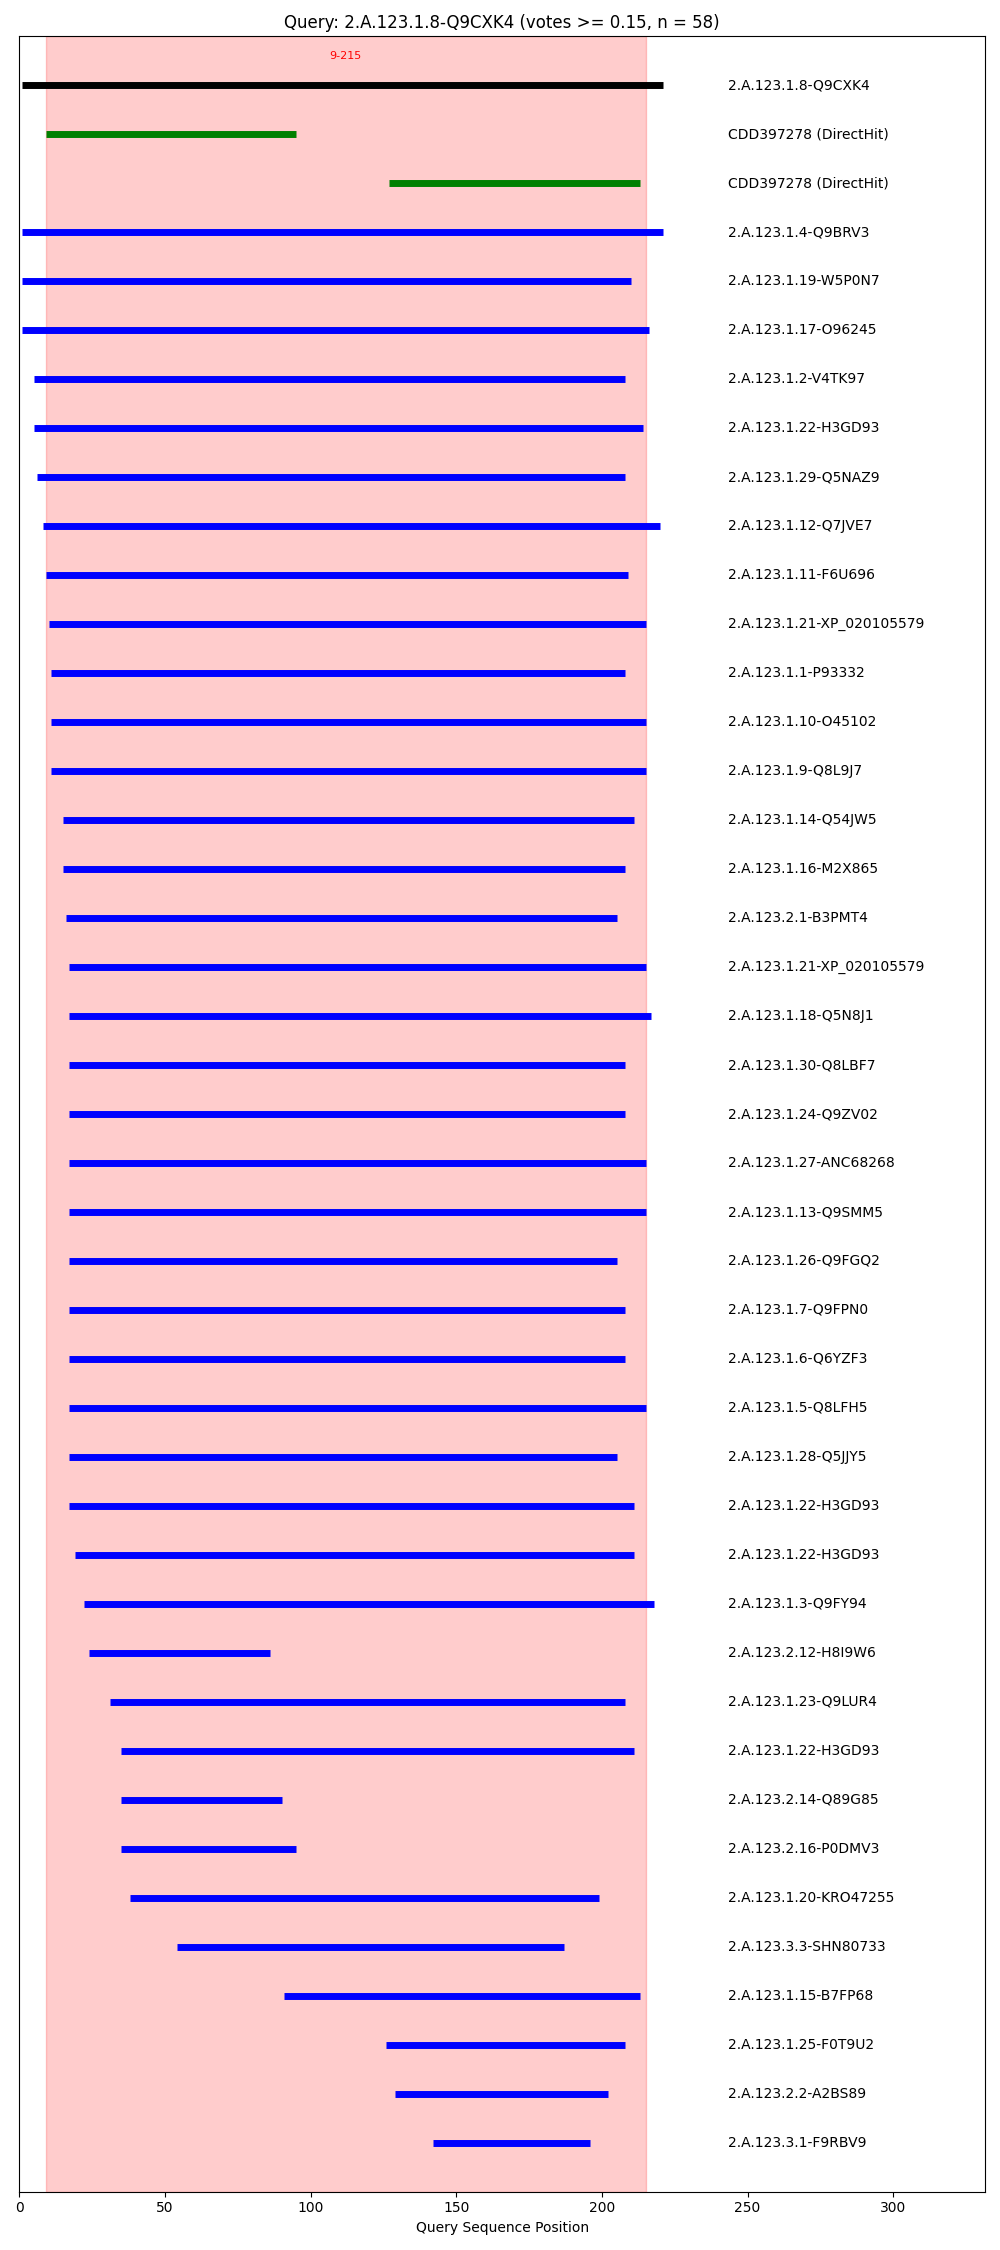 Query: 2.A.123.1.8-Q9CXK4 (votes >= 0.15, n = 58)
9-215
2.A.123.1.8-Q9CXK4
CDD397278 (DirectHit)
CDD397278 (DirectHit)
2.A.123.1.4-Q9BRV3
2.A.123.1.19-W5P0N7
2.A.123.1.17-O96245
2.A.123.1.2-V4TK97
2.A.123.1.22-H3GD93
2.A.123.1.29-Q5NAZ9
2.A.123.1.12-Q7JVE7
2.A.123.1.11-F6U696
2.A.123.1.21-XP_020105579
2.A.123.1.1-P93332
2.A.123.1.10-O45102
2.A.123.1.9-Q8L9J7
2.A.123.1.14-Q54JW5
2.A.123.1.16-M2X865
2.A.123.2.1-B3PMT4
2.A.123.1.21-XP_020105579
2.A.123.1.18-Q5N8J1
2.A.123.1.30-Q8LBF7
2.A.123.1.24-Q9ZV02
2.A.123.1.27-ANC68268
2.A.123.1.13-Q9SMM5
2.A.123.1.26-Q9FGQ2
2.A.123.1.7-Q9FPN0
2.A.123.1.6-Q6YZF3
2.A.123.1.5-Q8LFH5
2.A.123.1.28-Q5JJY5
2.A.123.1.22-H3GD93
2.A.123.1.22-H3GD93
2.A.123.1.3-Q9FY94
2.A.123.2.12-H8I9W6
2.A.123.1.23-Q9LUR4
2.A.123.1.22-H3GD93
2.A.123.2.14-Q89G85
2.A.123.2.16-P0DMV3
2.A.123.1.20-KRO47255
2.A.123.3.3-SHN80733
2.A.123.1.15-B7FP68
2.A.123.1.25-F0T9U2
2.A.123.2.2-A2BS89
2.A.123.3.1-F9RBV9
0 50 100 150 200 250 300
Query Sequence Position